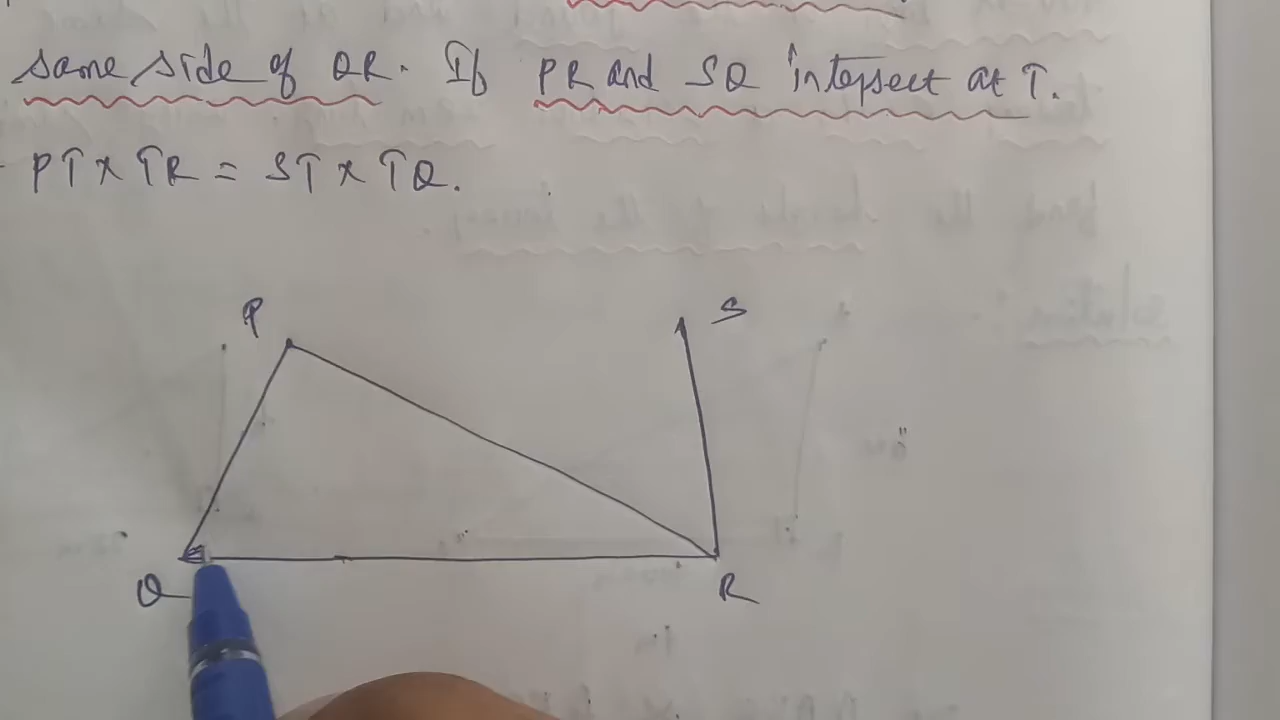 same side of QR. If PR and SQ intersect at T.
PT × TR = ST × TQ.
P
S
Q
R